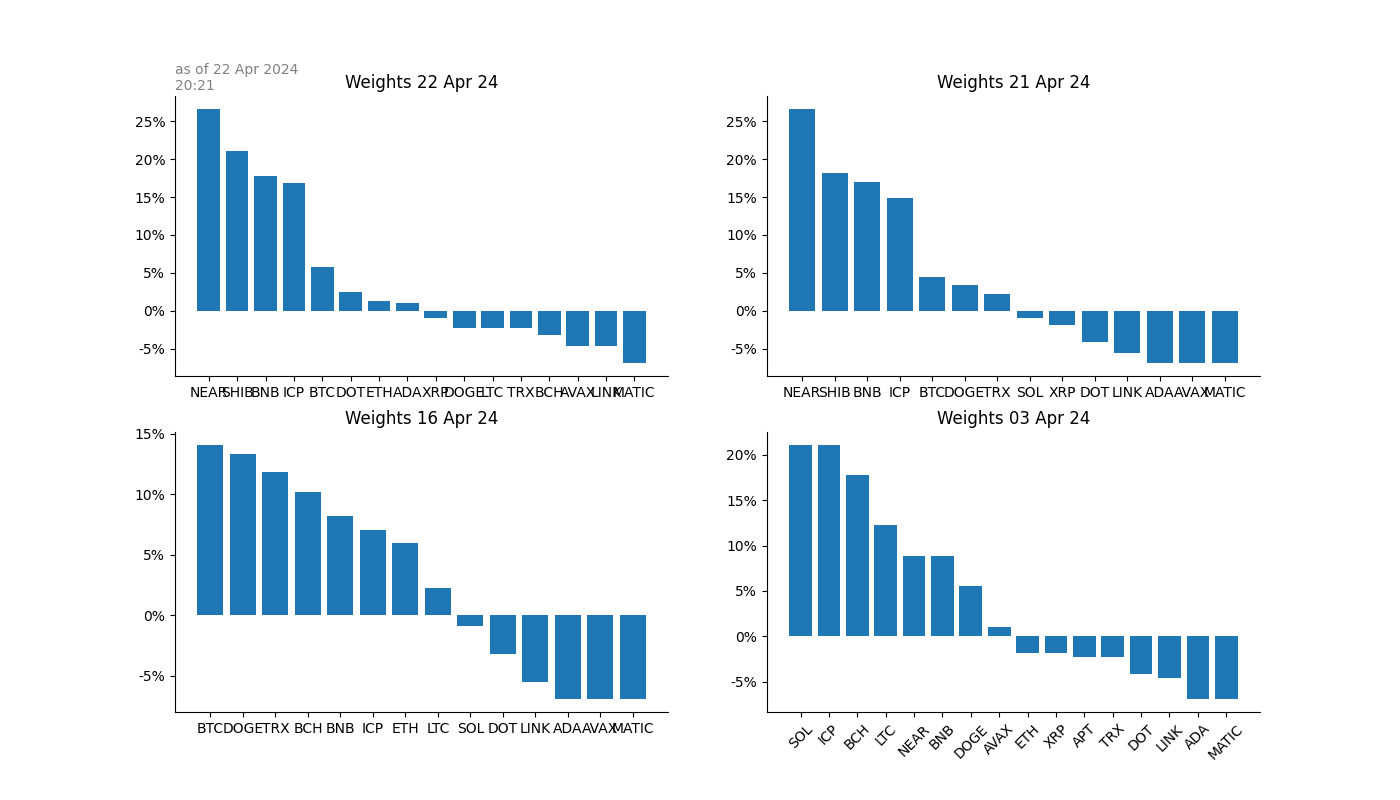 as of 22 Apr 2024
20:21
Weights 22 Apr 24
25%
20%
15%
10%
5%
0%
-5%
NEAR SHIB BNB ICP BTC DOT ETH ADA XRP DOGE LTC TRX BCH AVAX LINK MATIC
Weights 21 Apr 24
25%
20%
15%
10%
5%
0%
-5%
NEAR SHIB BNB ICP BTC DOGE TRX SOL XRP DOT LINK ADA AVAX MATIC
Weights 16 Apr 24
15%
10%
5%
0%
-5%
BTC DOGE TRX BCH BNB ICP ETH LTC SOL DOT LINK ADA AVAX MATIC
Weights 03 Apr 24
20%
15%
10%
5%
0%
-5%
SOL ICP BCH LTC NEAR BNB DOGE AVAX ETH XRP APT TRX DOT LINK ADA MATIC